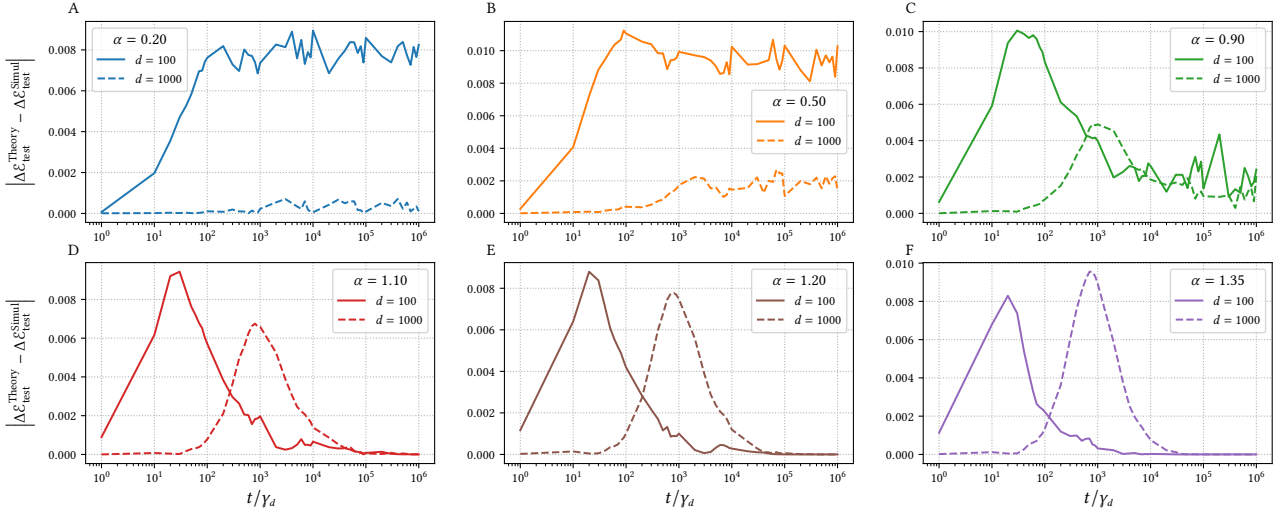 A
α = 0.20
d = 100
d = 1000
|Δℰ_test^Theory − Δℰ_test^Simul|
0.008
0.006
0.004
0.002
0.000
10⁰ 10¹ 10² 10³ 10⁴ 10⁵ 10⁶
B
α = 0.50
d = 100
d = 1000
0.010
0.008
0.006
0.004
0.002
0.000
10⁰ 10¹ 10² 10³ 10⁴ 10⁵ 10⁶
C
α = 0.90
d = 100
d = 1000
0.010
0.008
0.006
0.004
0.002
0.000
10⁰ 10¹ 10² 10³ 10⁴ 10⁵ 10⁶
D
α = 1.10
d = 100
d = 1000
|Δℰ_test^Theory − Δℰ_test^Simul|
0.008
0.006
0.004
0.002
0.000
10⁰ 10¹ 10² 10³ 10⁴ 10⁵ 10⁶
t/γ_d
E
α = 1.20
d = 100
d = 1000
0.008
0.006
0.004
0.002
0.000
10⁰ 10¹ 10² 10³ 10⁴ 10⁵ 10⁶
t/γ_d
F
α = 1.35
d = 100
d = 1000
0.010
0.008
0.006
0.004
0.002
0.000
10⁰ 10¹ 10² 10³ 10⁴ 10⁵ 10⁶
t/γ_d